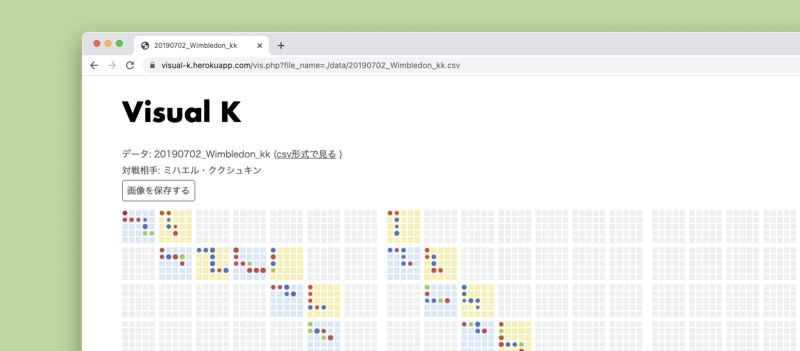 20190702_Wimbledon_kk
visual-k.herokuapp.com/vis.php?file_name=./data/20190702_Wimbledon_kk.csv
Visual K
データ: 20190702_Wimbledon_kk (csv形式で見る )
対戦相手: ミハエル・ククシュキン
画像を保存する